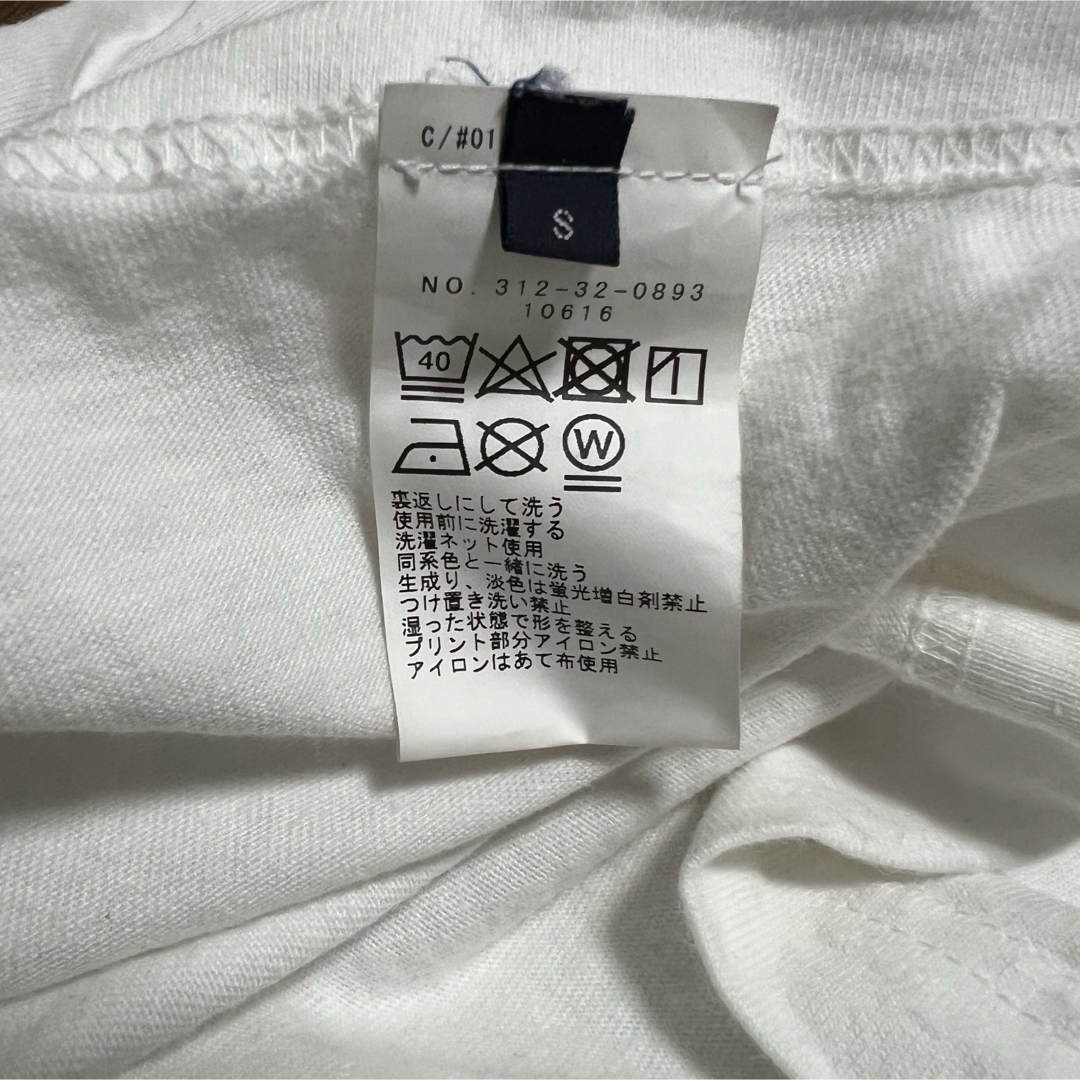 C/#01
S
NO. 312-32-0893
10616
40
W
裏返しにして洗う
使用前に洗濯する
洗濯ネット使用
同系色と一緒に洗う
生成り、淡色は蛍光増白剤禁止
つけ置き洗い禁止
湿った状態で形を整える
プリント部分アイロン禁止
アイロンはあて布使用